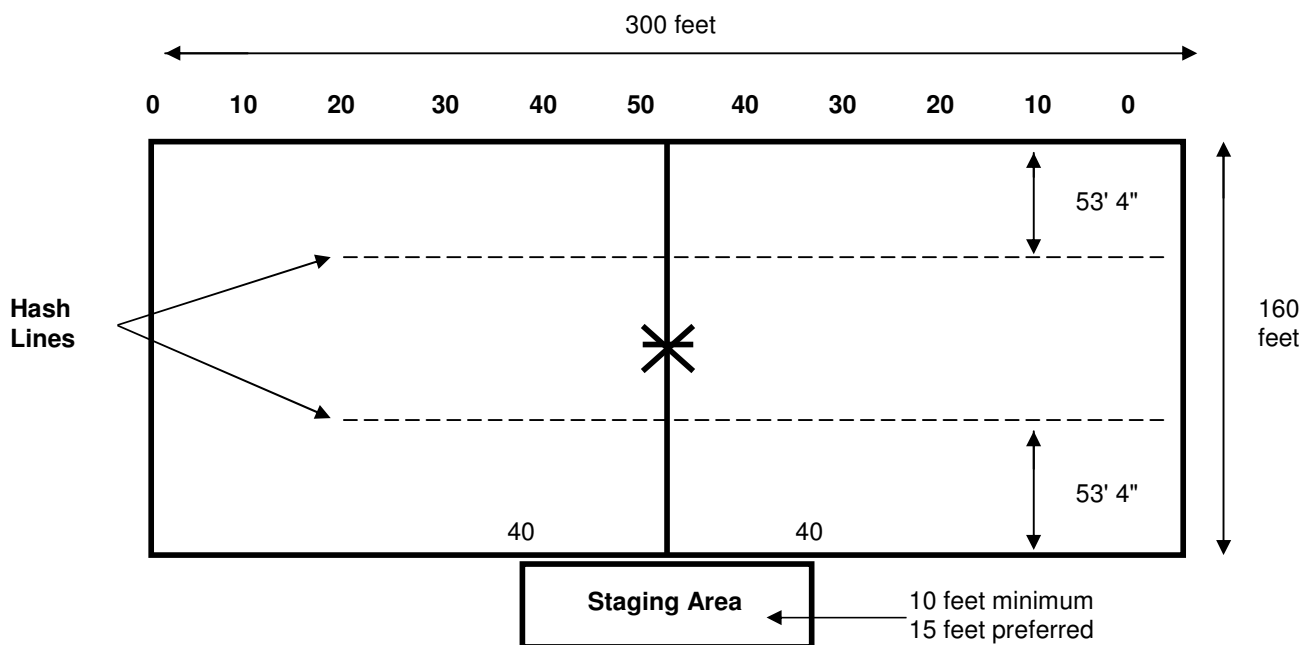 300 feet
0 10 20 30 40 50 40 30 20 10 0
53' 4"
Hash
Lines
160
feet
53' 4"
40 40
Staging Area
10 feet minimum
15 feet preferred